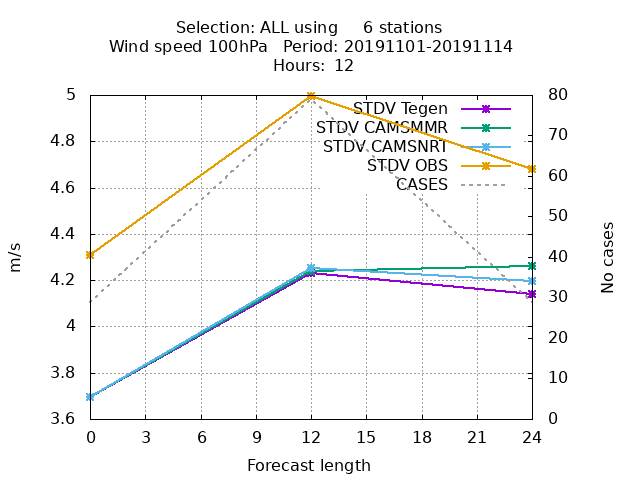 Selection: ALL using     6 stations
Wind speed 100hPa   Period: 20191101-20191114
Hours:  12
5
4.8
4.6
4.4
4.2
4
3.8
3.6
m/s
80
70
60
50
40
30
20
10
0
No cases
STDV Tegen
STDV CAMSMMR
STDV CAMSNRT
STDV OBS
CASES
0 3 6 9 12 15 18 21 24
Forecast length